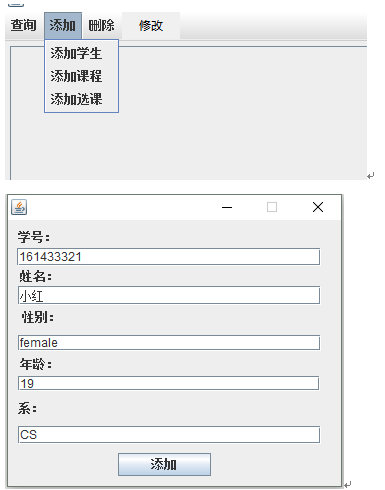 查询 添加 删除 修改
添加学生
添加课程
添加选课
学号：
161433321
姓名：
小红
性别：
female
年龄：
19
系：
CS
添加